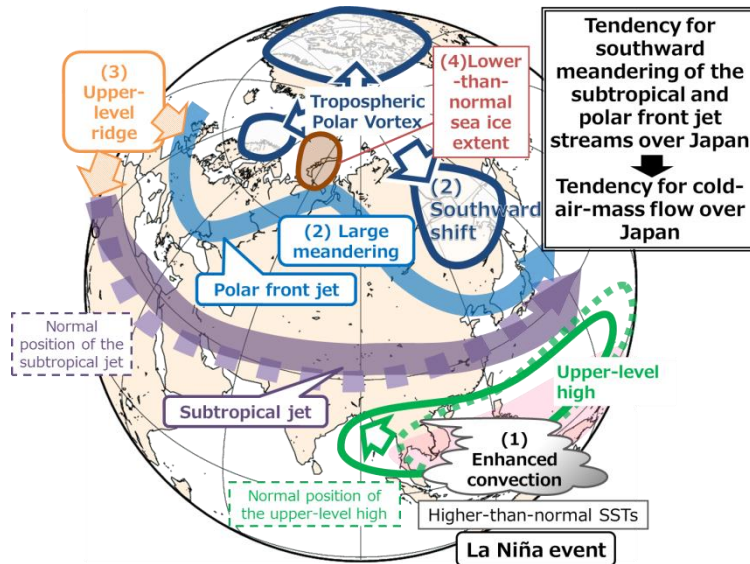 (3)
Upper-
level
ridge
Tropospheric
Polar Vortex
(4)Lower
-than-
normal
sea ice
extent
Tendency for
southward
meandering of the
subtropical and
polar front jet
streams over Japan
Tendency for cold-
air-mass flow over
Japan
(2)
Southward
shift
(2) Large
meandering
Polar front jet
Normal
position of the
subtropical jet
Subtropical jet
Upper-level
high
(1)
Enhanced
convection
Normal position of
the upper-level high
Higher-than-normal SSTs
La Niña event